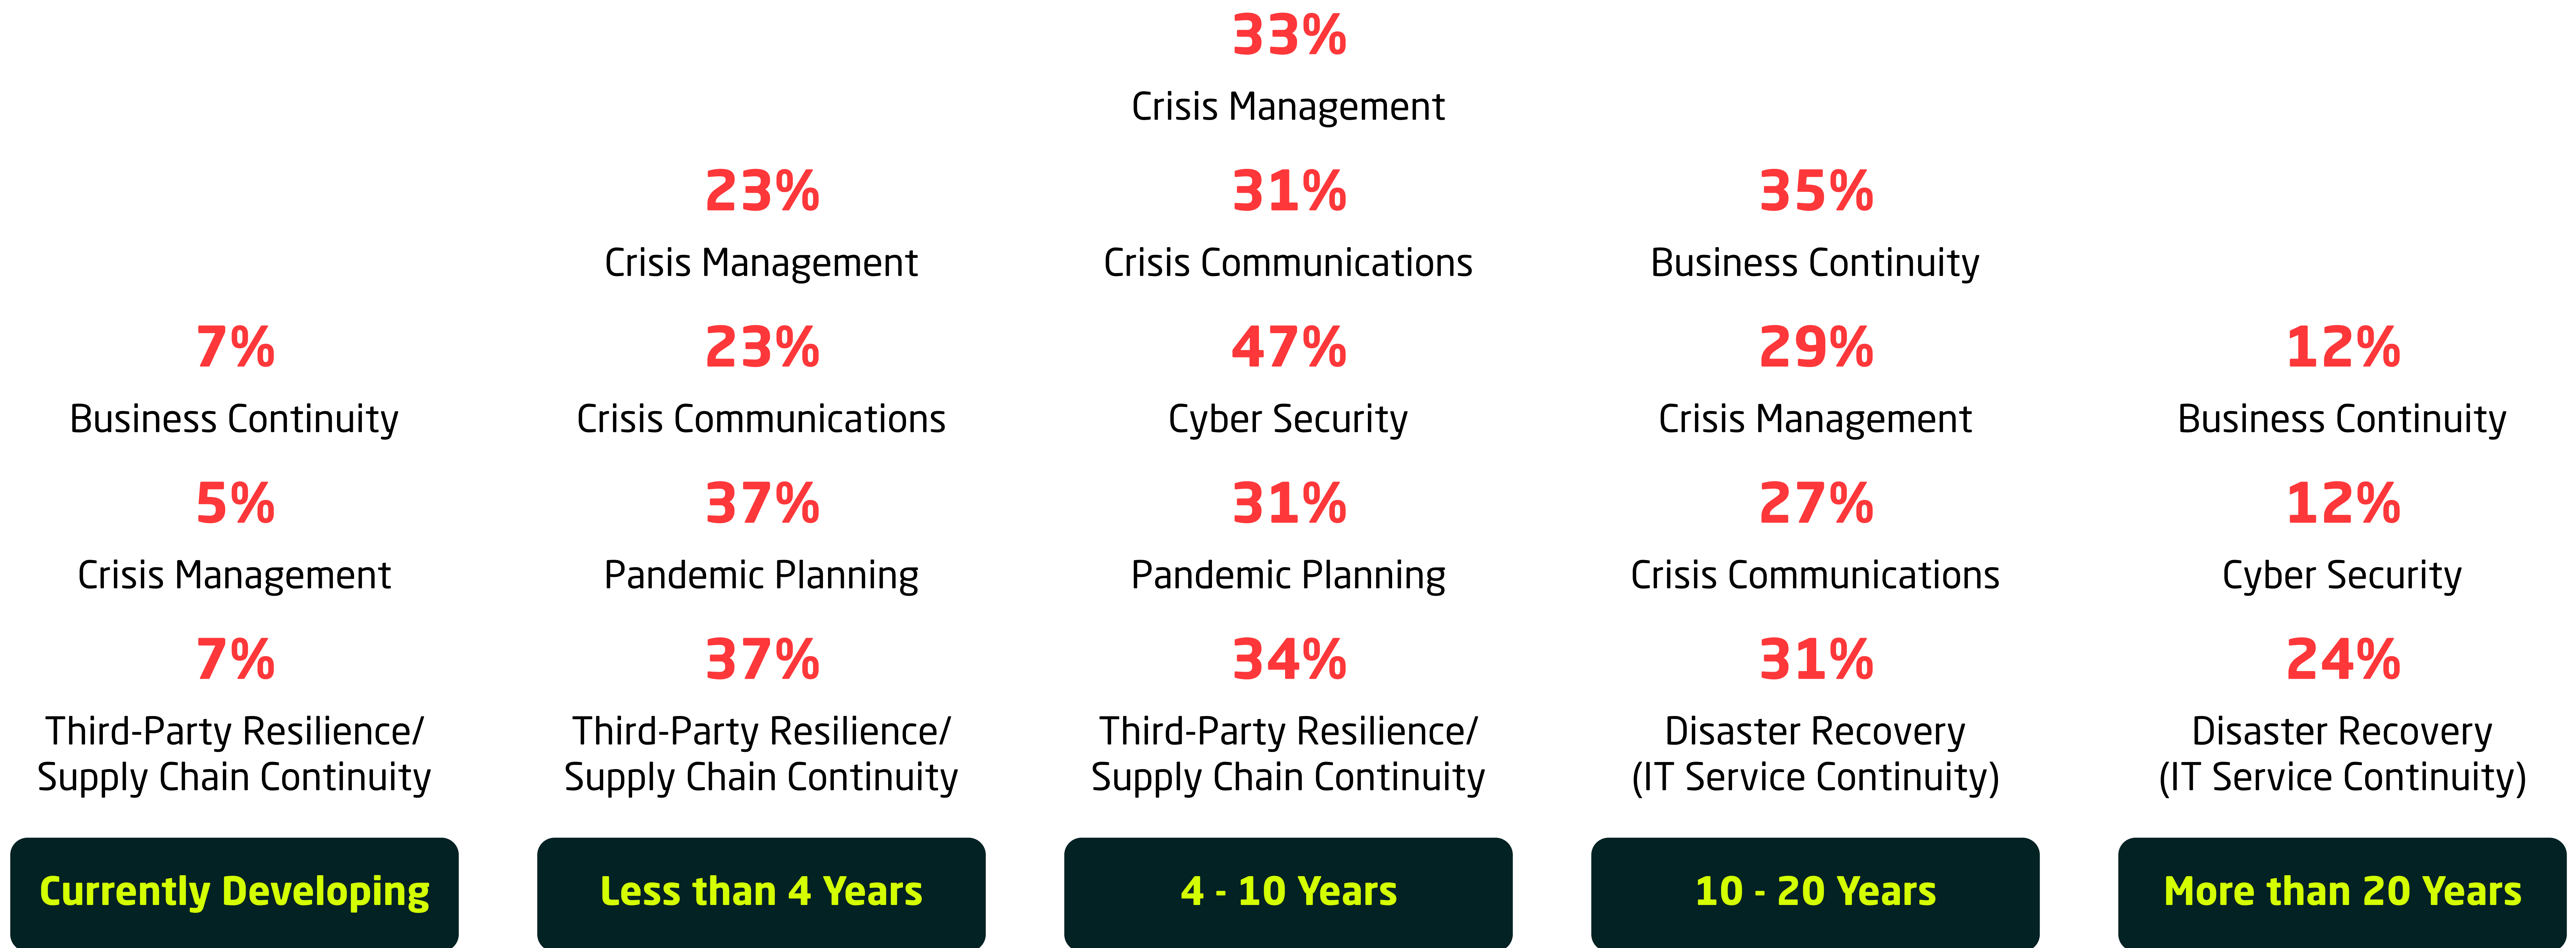 7%
Business Continuity
5%
Crisis Management
7%
Third-Party Resilience/
Supply Chain Continuity
Currently Developing
23%
Crisis Management
23%
Crisis Communications
37%
Pandemic Planning
37%
Third-Party Resilience/
Supply Chain Continuity
Less than 4 Years
33%
Crisis Management
31%
Crisis Communications
47%
Cyber Security
31%
Pandemic Planning
34%
Third-Party Resilience/
Supply Chain Continuity
4 - 10 Years
35%
Business Continuity
29%
Crisis Management
27%
Crisis Communications
31%
Disaster Recovery
(IT Service Continuity)
10 - 20 Years
12%
Business Continuity
12%
Cyber Security
24%
Disaster Recovery
(IT Service Continuity)
More than 20 Years